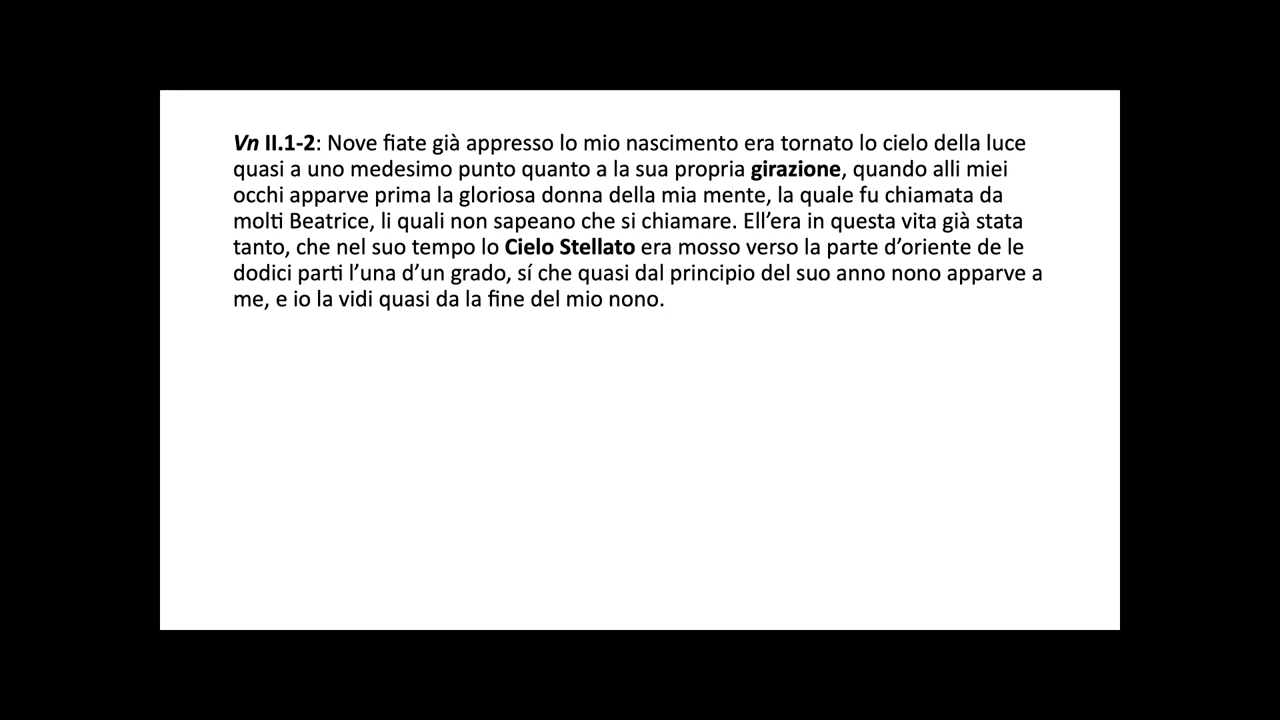 Vn II.1-2: Nove fiate già appresso lo mio nascimento era tornato lo cielo della luce
quasi a uno medesimo punto quanto a la sua propria girazione, quando alli miei
occhi apparve prima la gloriosa donna della mia mente, la quale fu chiamata da
molti Beatrice, li quali non sapeano che si chiamare. Ell’era in questa vita già stata
tanto, che nel suo tempo lo Cielo Stellato era mosso verso la parte d’oriente de le
dodici parti l’una d’un grado, sí che quasi dal principio del suo anno nono apparve a
me, e io la vidi quasi da la fine del mio nono.